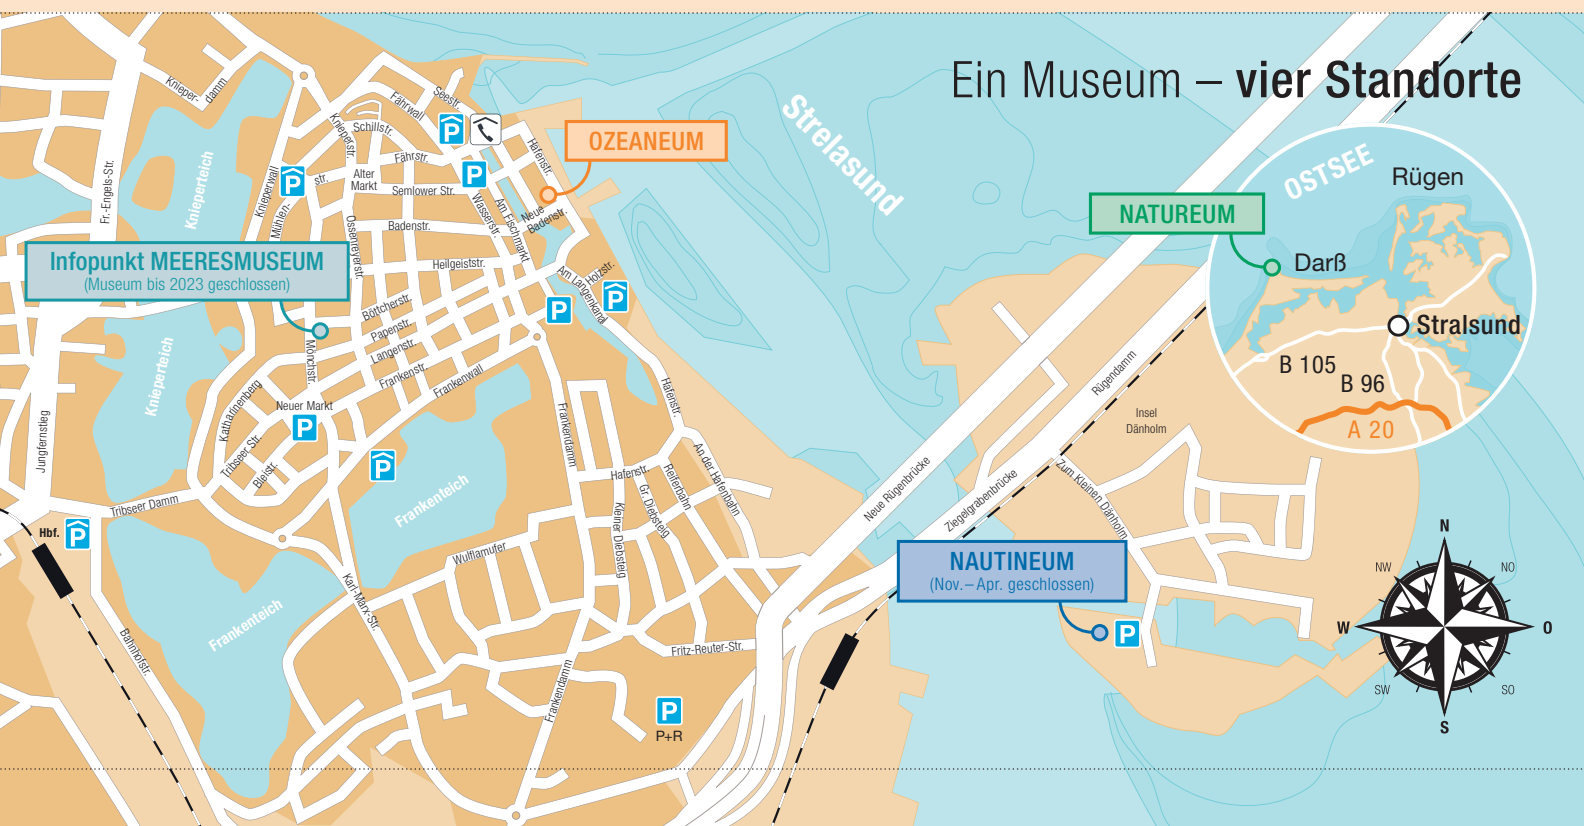 Ein Museum – vier Standorte
Knieper-
damm
Seestr.
Fährwall
Schillstr.
Knieperstr.
Fährstr.
Hafenstr.
OZEANEUM
Strelasund
OSTSEE
Rügen
NATUREUM
Darß
Stralsund
B 105
B 96
A 20
Fr.-Engels-Str.
Knieperteich
Knieperwall
Mühlen-
str.
Alter
Markt
Semlower Str.
Wasserstr.
Am Fischmarkt
Neue
Badenstr.
Badenstr.
Ossenreyerstr.
Heilgeiststr.
Am Langenkanal
Holzstr.
Infopunkt MEERESMUSEUM
(Museum bis 2023 geschlossen)
Böttcherstr.
Papenstr.
Langenstr.
Frankenstr.
Frankenwall
Mönchstr.
Knieperteich
Katharinenberg
Neuer Markt
Tribseer Str.
Bleistr.
Jungfernstieg
Tribseer Damm
Hbf.
Frankenteich
Frankenteich
Bahnhofstr.
Karl-Marx-Str.
Wulflamufer
Frankendamm
Hafenstr.
Hafenstr.
An der Hafenbahn
Reiferbahn
Gr. Diebsteig
Kleiner Diebsteig
Fritz-Reuter-Str.
Frankendamm
P
P
P
P
P
P
P
P
P
P
P
P+R
Neue Rügenbrücke
Ziegelgrabenbrücke
Rügendamm
Insel
Dänholm
Zum Kleinen Dänholm
NAUTINEUM
(Nov. – Apr. geschlossen)
N
NO
O
SO
S
SW
W
NW